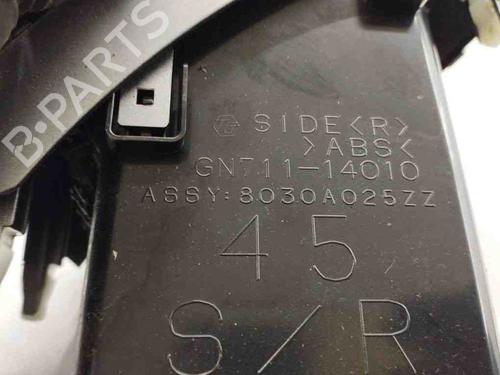 B-PARTS
SIDE<R>
>ABS<
GN711-14010
ASSY:8030A025ZZ
45
S/R